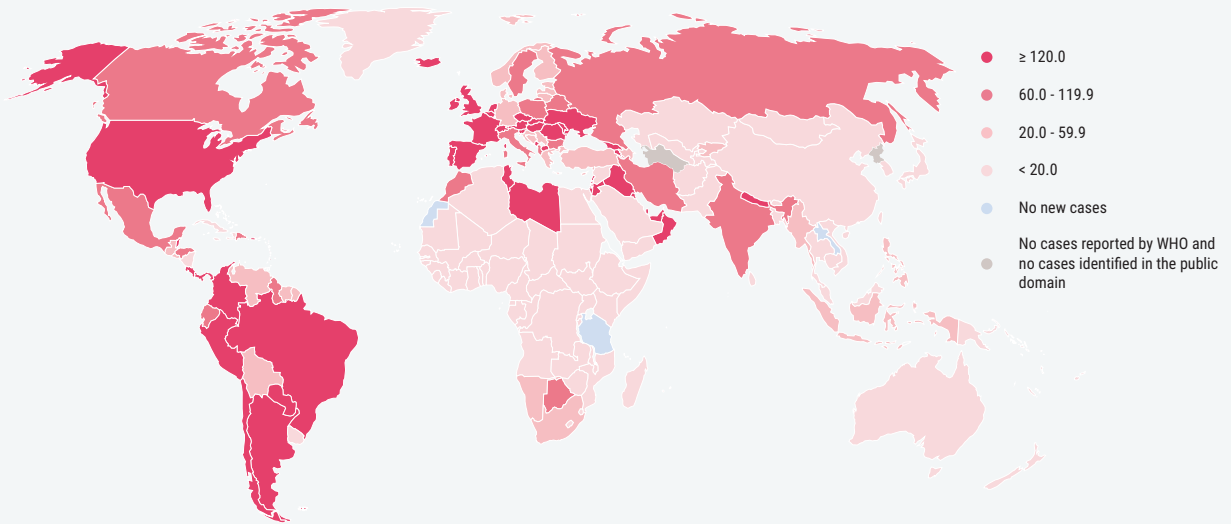 ≥ 120.0
60.0 - 119.9
20.0 - 59.9
< 20.0
No new cases
No cases reported by WHO and
no cases identified in the public
domain